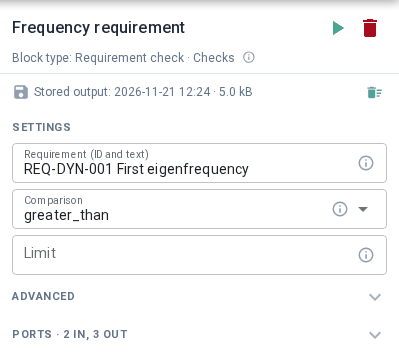 Frequency requirement
Block type: Requirement check · Checks
Stored output: 2026-11-21 12:24 · 5.0 kB
SETTINGS
Requirement (ID and text)
REQ-DYN-001 First eigenfrequency
Comparison
greater_than
Limit
ADVANCED
PORTS · 2 IN, 3 OUT